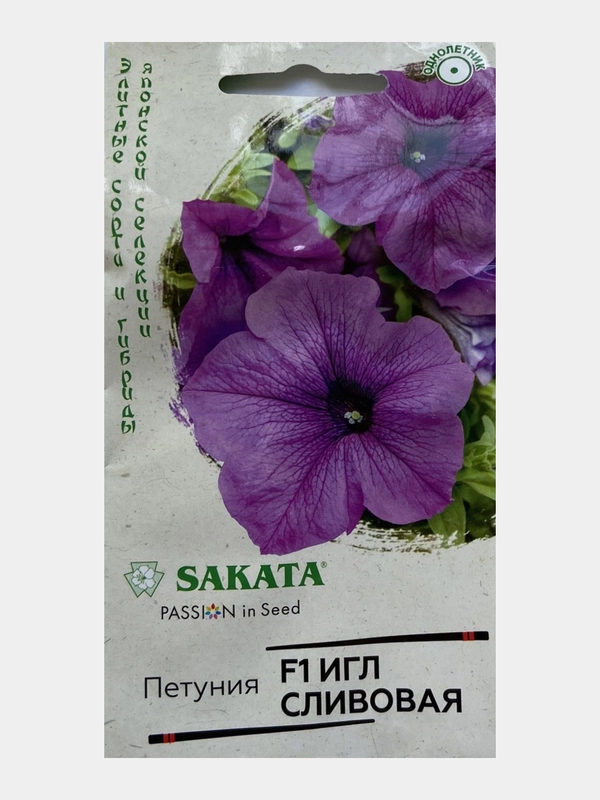 ОДНОЛЕТНИК
Элитные сорта и гибриды
японской селекции
SAKATA®
PASSION in Seed
Петуния
F1 ИГЛ
СЛИВОВАЯ